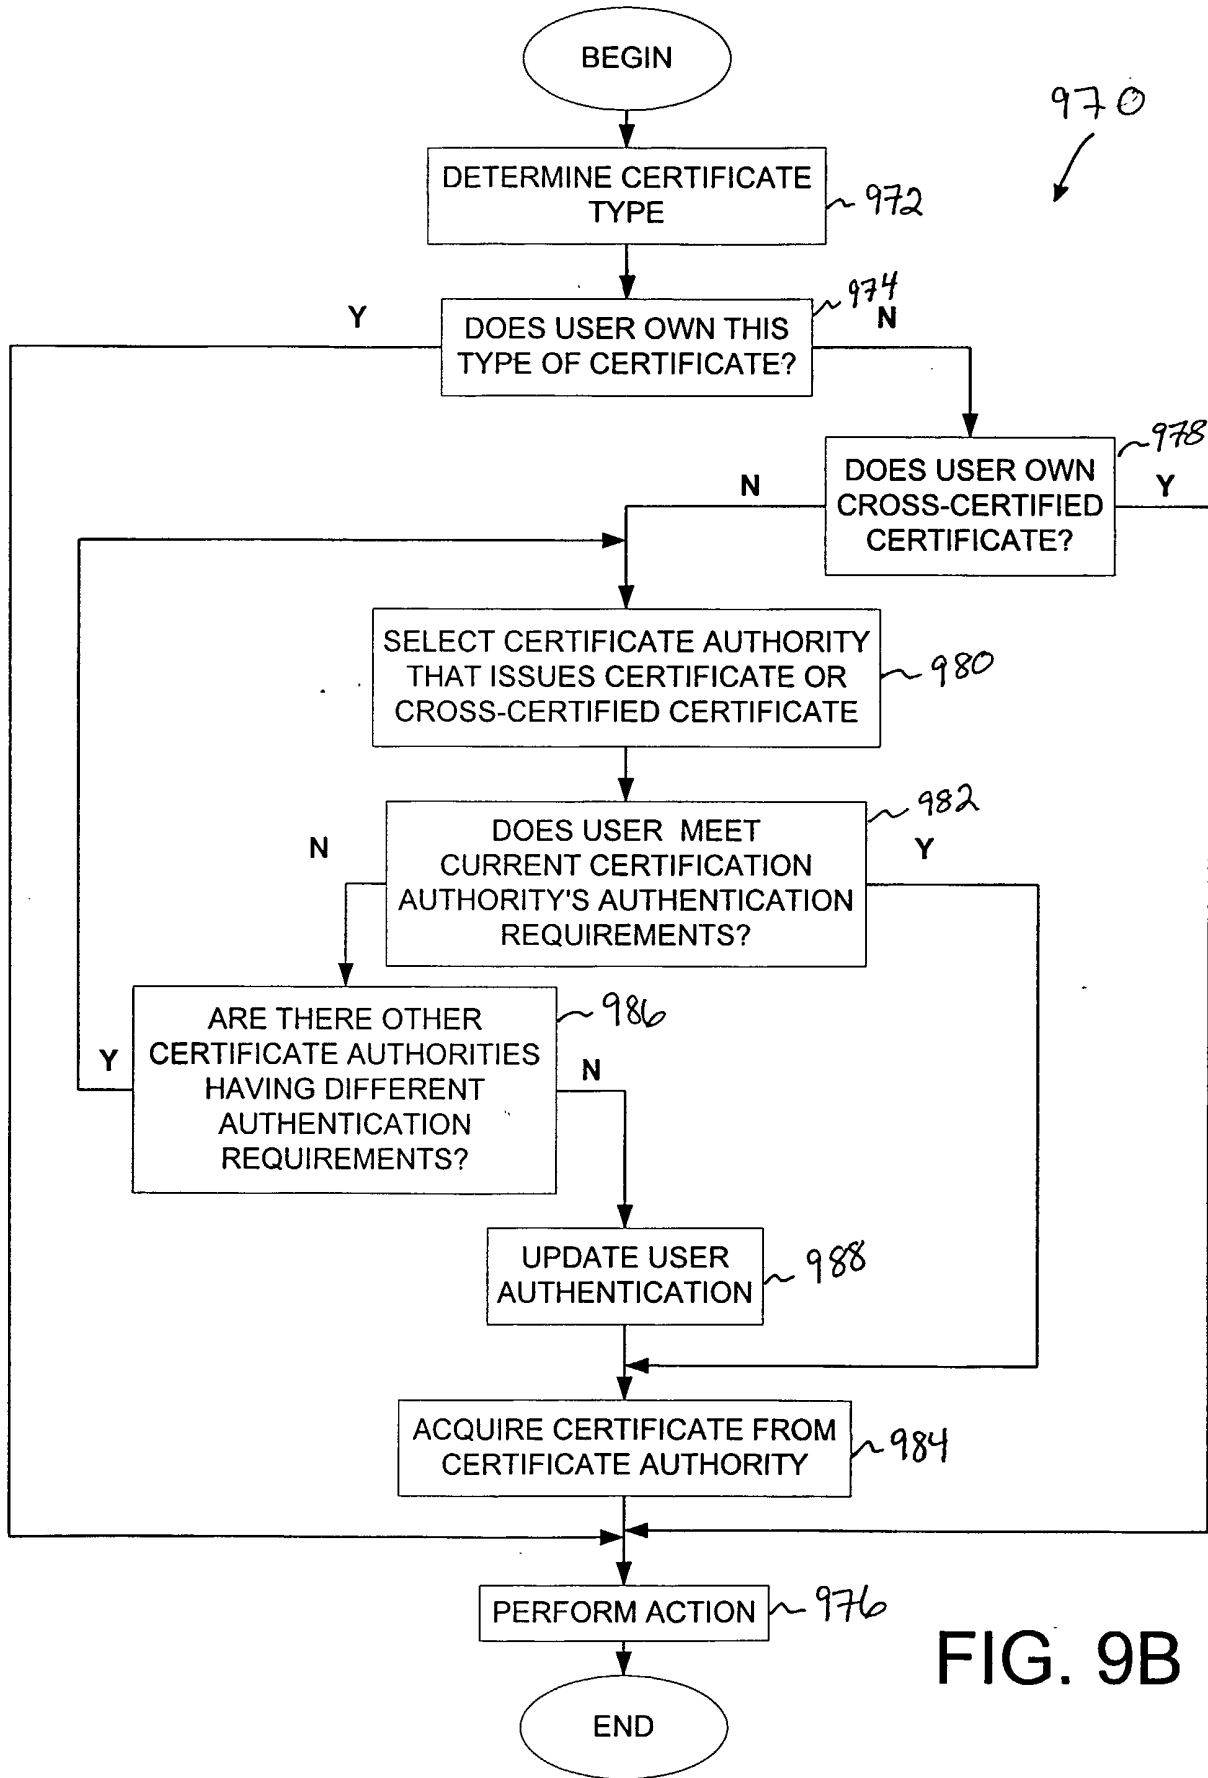 BEGIN
970
DETERMINE CERTIFICATE
TYPE
972
974
Y
N
DOES USER OWN THIS
TYPE OF CERTIFICATE?
978
N
Y
DOES USER OWN
CROSS-CERTIFIED
CERTIFICATE?
SELECT CERTIFICATE AUTHORITY
THAT ISSUES CERTIFICATE OR
CROSS-CERTIFIED CERTIFICATE
980
982
N
Y
DOES USER MEET
CURRENT CERTIFICATION
AUTHORITY'S AUTHENTICATION
REQUIREMENTS?
986
Y
N
ARE THERE OTHER
CERTIFICATE AUTHORITIES
HAVING DIFFERENT
AUTHENTICATION
REQUIREMENTS?
UPDATE USER
AUTHENTICATION
988
ACQUIRE CERTIFICATE FROM
CERTIFICATE AUTHORITY
984
PERFORM ACTION
976
FIG. 9B
END